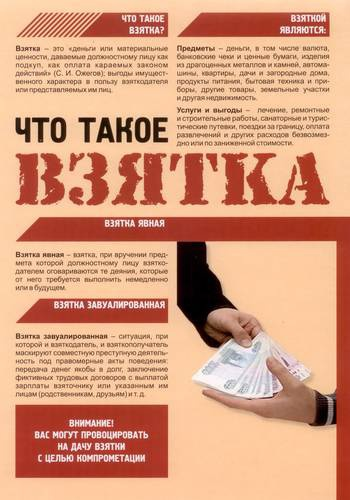 ЧТО ТАКОЕ
ВЗЯТКА?
Взятка – это «деньги или материальные
ценности, даваемые должностному лицу как
подкуп, как оплата караемых законом
действий» (С. И. Ожегов); выгоды имущест-
венного характера в пользу взяткодателя
или представляемых им лиц.
ВЗЯТКОЙ
ЯВЛЯЮТСЯ:
Предметы – деньги, в том числе валюта,
банковские чеки и ценные бумаги, изделия
из драгоценных металлов и камней, автома-
шины, квартиры, дачи и загородные дома,
продукты питания, бытовая техника и при-
боры, другие товары, земельные участки
и другая недвижимость.
Услуги и выгоды – лечение, ремонтные
и строительные работы, санаторные и тури-
стические путевки, поездки за границу, оплата
развлечений и других расходов безвозмез-
дно или по заниженной стоимости.
ЧТО ТАКОЕ
ВЗЯТКА
ВЗЯТКА ЯВНАЯ
Взятка явная – взятка, при вручении пред-
мета которой должностному лицу взятко-
дателем оговариваются те деяния, которые
от него требуется выполнить немедленно
или в будущем.
ВЗЯТКА ЗАВУАЛИРОВАННАЯ
Взятка завуалированная – ситуация, при
которой и взяткодатель, и взяткополучатель
маскируют совместную преступную деятель-
ность под правомерные акты поведения:
передача денег якобы в долг, заключение
фиктивных трудовых договоров с выплатой
зарплаты взяточнику или указанным им
лицам (родственникам, друзьям) и т. д.
ВНИМАНИЕ!
ВАС МОГУТ ПРОВОЦИРОВАТЬ
НА ДАЧУ ВЗЯТКИ
С ЦЕЛЬЮ КОМПРОМЕТАЦИИ